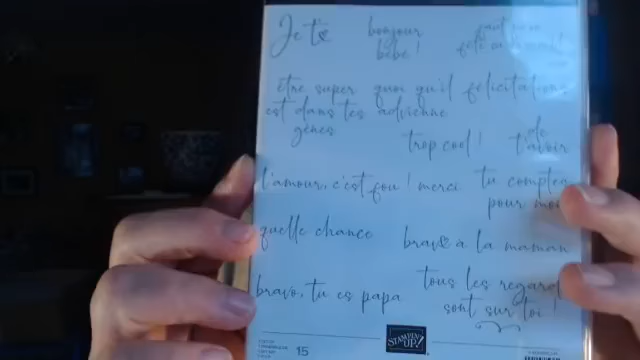 Je t'
bonjour
bébé !
être super
est dans tes
gènes
quoi qu'il
advienne
félicitations
trop cool !
de
t'avoir
l'amour, c'est fou !
merci
tu comptes
pour moi
quelle chance
bravo à la maman
bravo, tu es papa
tous les regards
sont sur toi !
15
STAMPIN' UP!